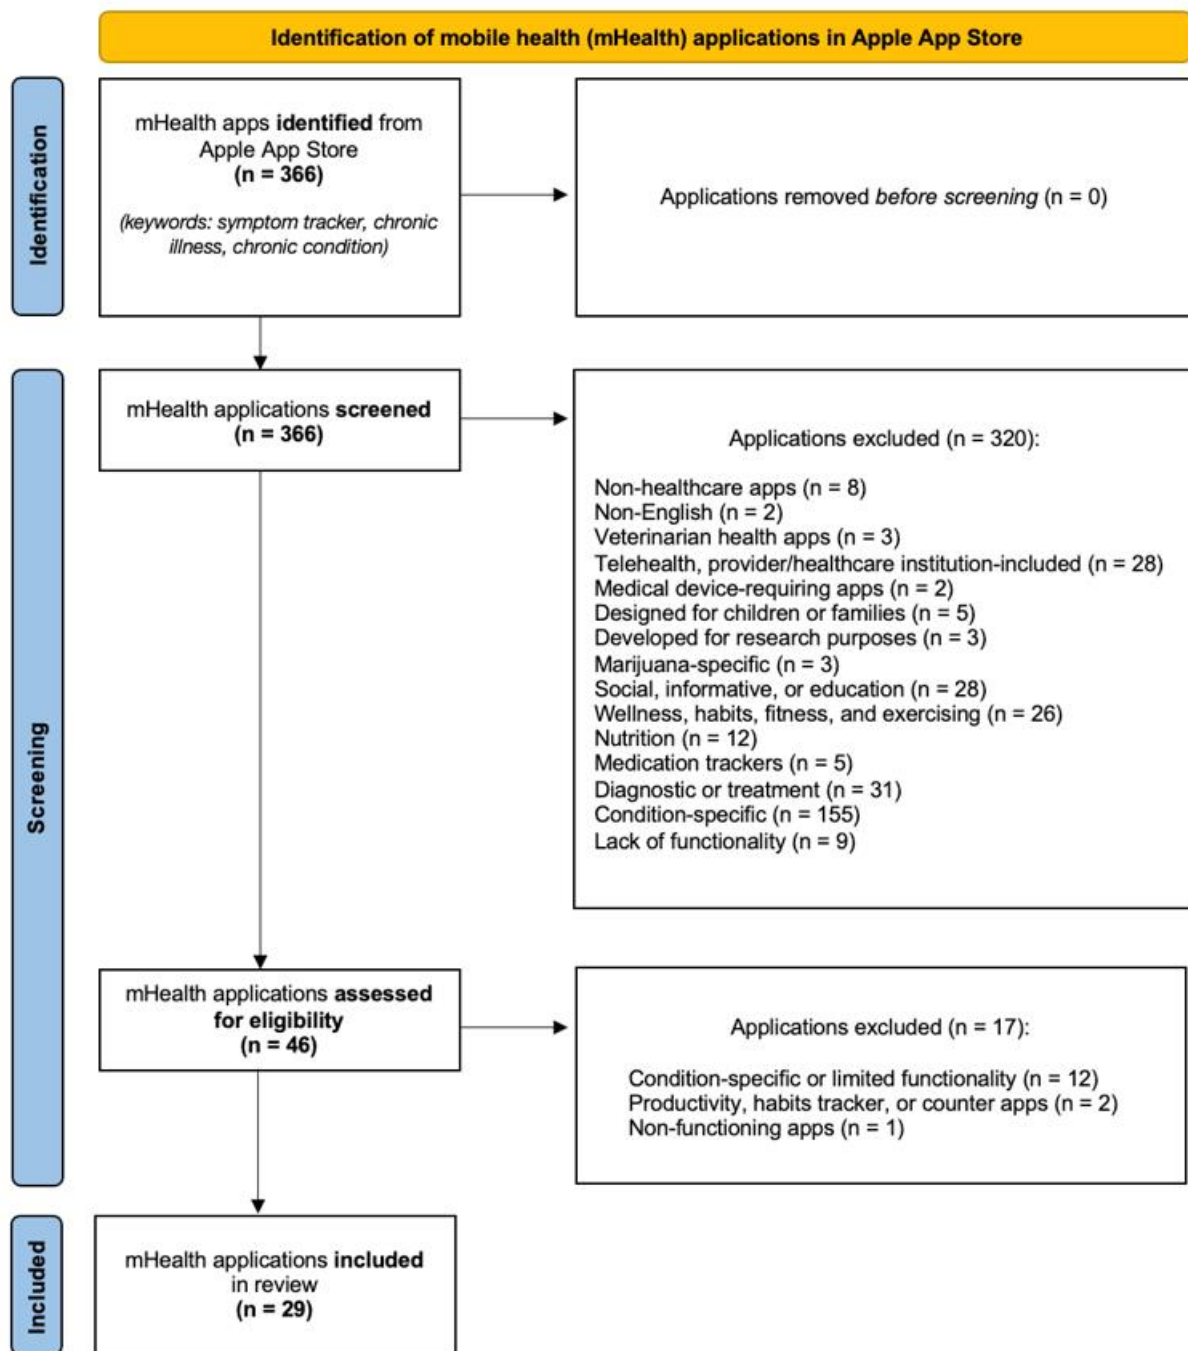 Identification of mobile health (mHealth) applications in Apple App Store
Identification
mHealth apps identified from
Apple App Store
(n = 366)
(keywords: symptom tracker, chronic
illness, chronic condition)
Applications removed before screening (n = 0)
Screening
mHealth applications screened
(n = 366)
Applications excluded (n = 320):
Non-healthcare apps (n = 8)
Non-English (n = 2)
Veterinarian health apps (n = 3)
Telehealth, provider/healthcare institution-included (n = 28)
Medical device-requiring apps (n = 2)
Designed for children or families (n = 5)
Developed for research purposes (n = 3)
Marijuana-specific (n = 3)
Social, informative, or education (n = 28)
Wellness, habits, fitness, and exercising (n = 26)
Nutrition (n = 12)
Medication trackers (n = 5)
Diagnostic or treatment (n = 31)
Condition-specific (n = 155)
Lack of functionality (n = 9)
mHealth applications assessed
for eligibility
(n = 46)
Applications excluded (n = 17):
Condition-specific or limited functionality (n = 12)
Productivity, habits tracker, or counter apps (n = 2)
Non-functioning apps (n = 1)
Included
mHealth applications included
in review
(n = 29)